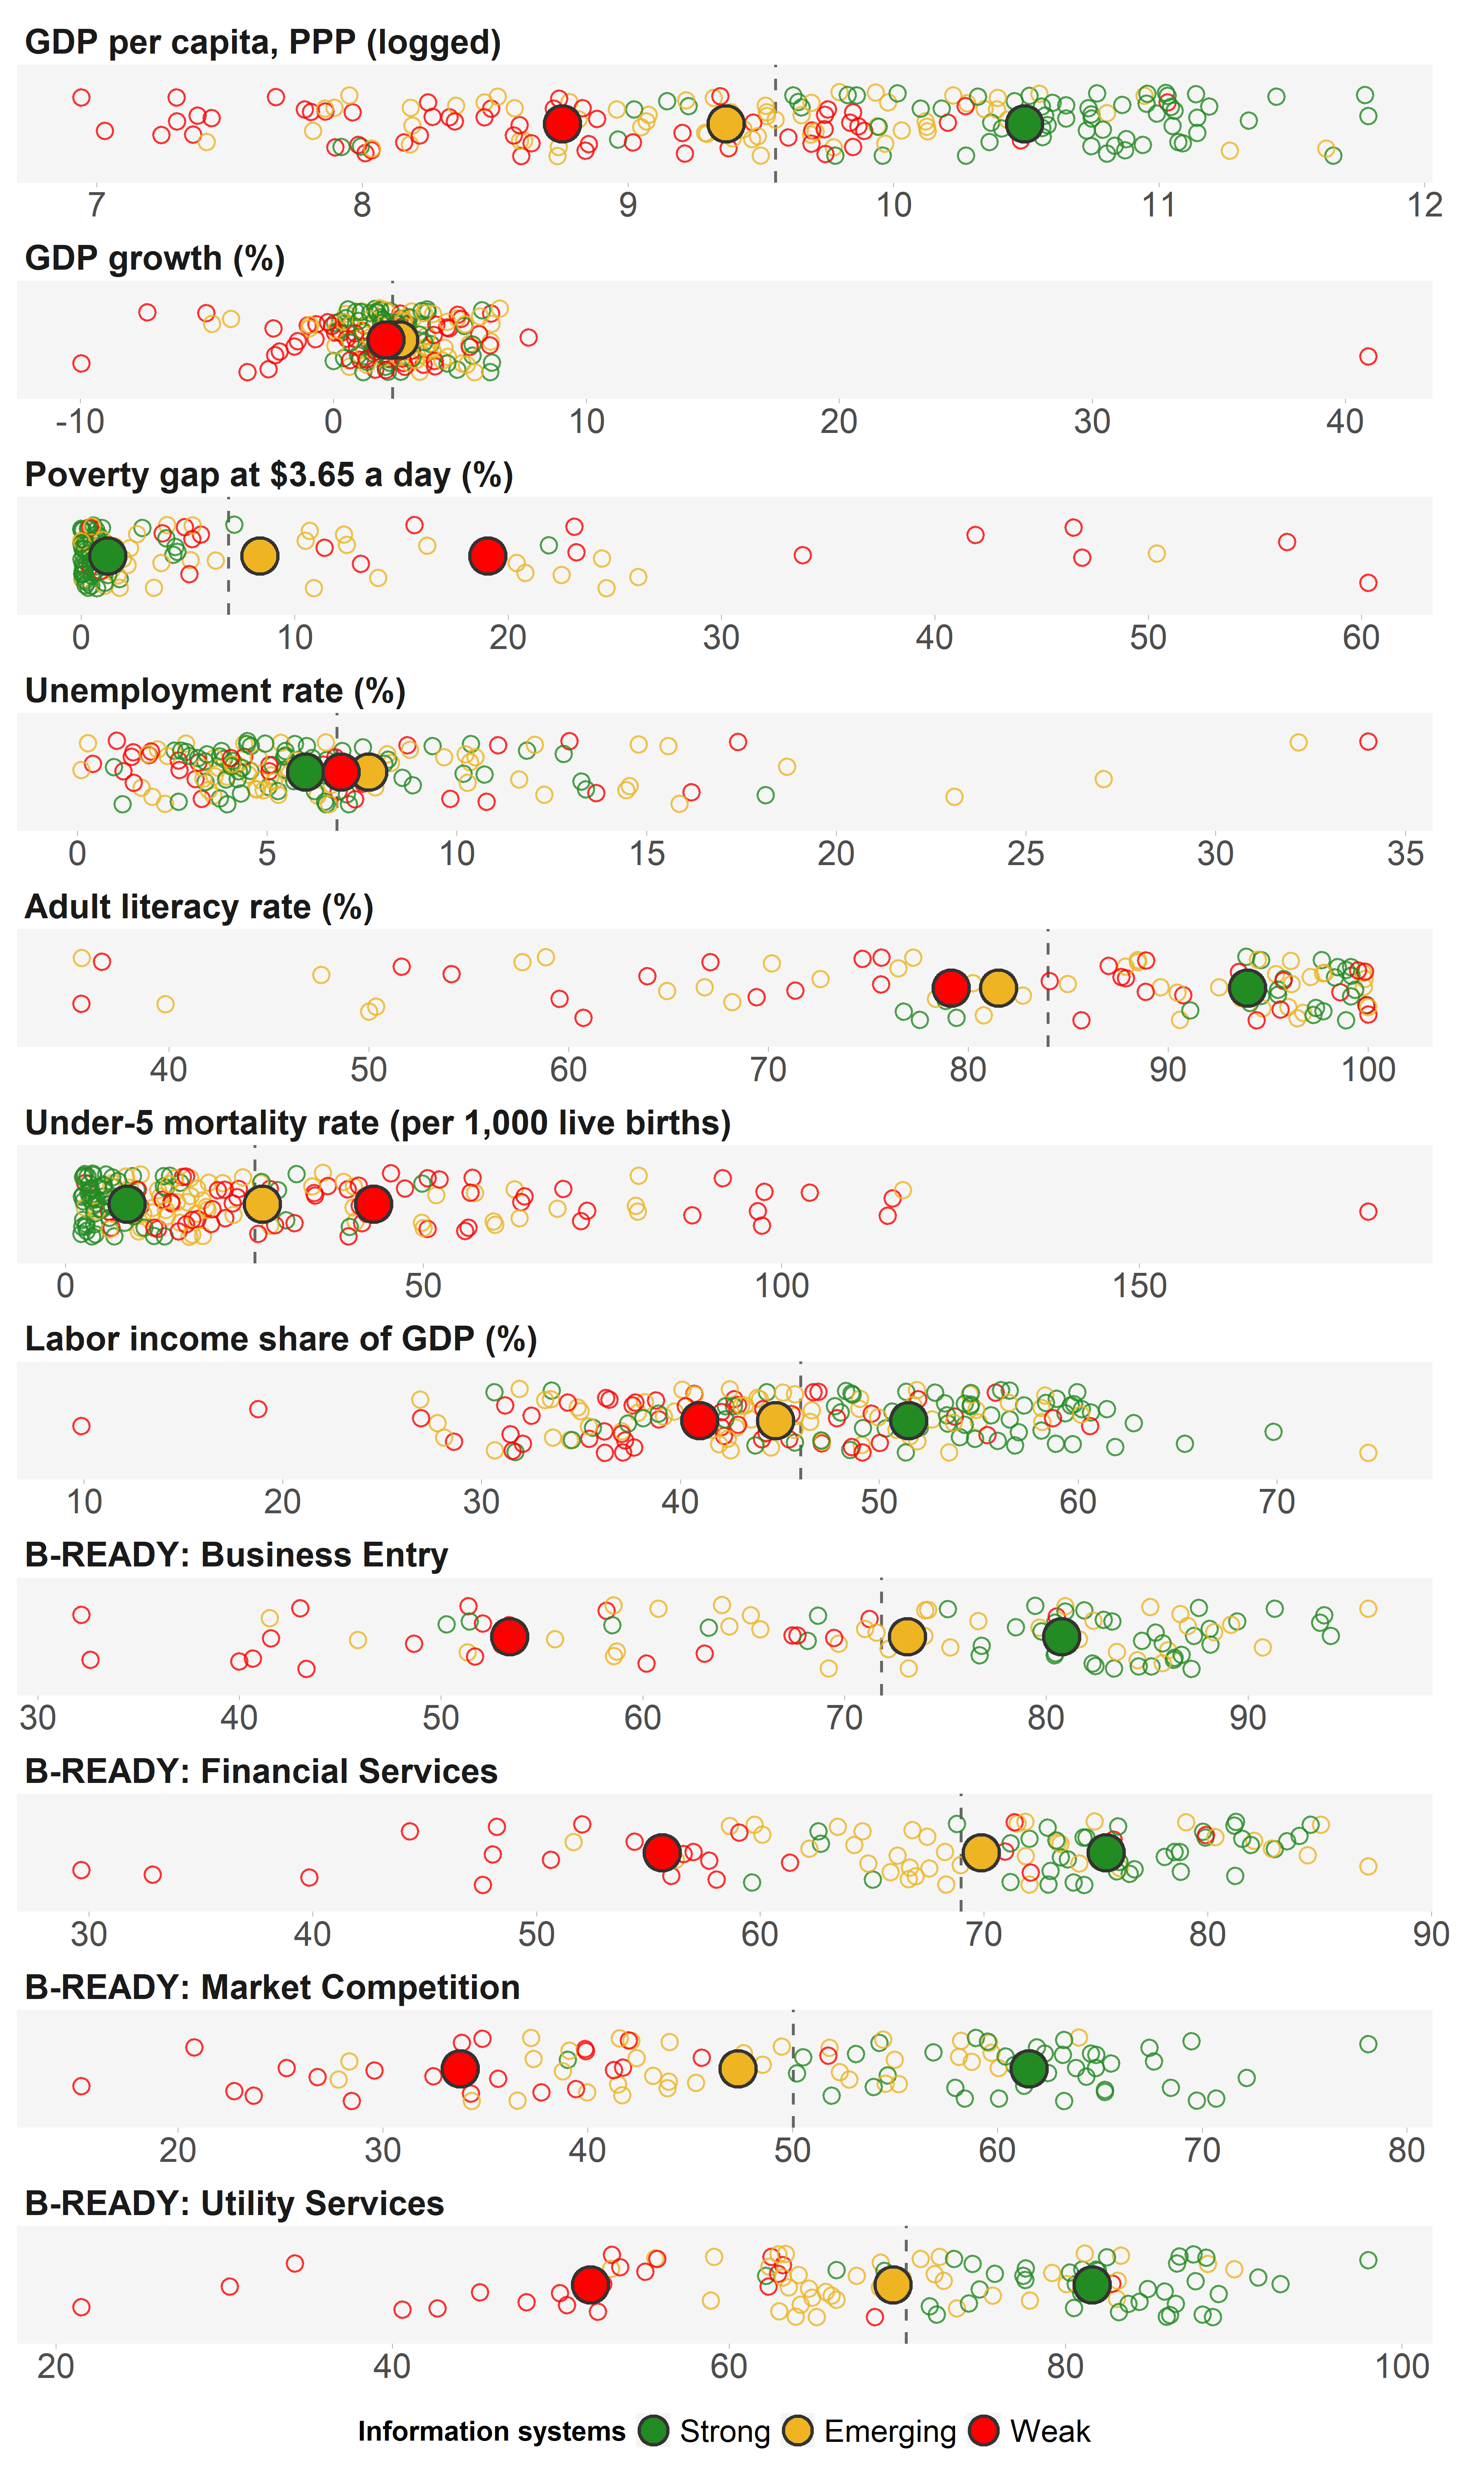 GDP per capita, PPP (logged)
7 8 9 10 11 12
GDP growth (%)
-10 0 10 20 30 40
Poverty gap at $3.65 a day (%)
0 10 20 30 40 50 60
Unemployment rate (%)
0 5 10 15 20 25 30 35
Adult literacy rate (%)
40 50 60 70 80 90 100
Under-5 mortality rate (per 1,000 live births)
0 50 100 150
Labor income share of GDP (%)
10 20 30 40 50 60 70
B-READY: Business Entry
30 40 50 60 70 80 90
B-READY: Financial Services
30 40 50 60 70 80 90
B-READY: Market Competition
20 30 40 50 60 70 80
B-READY: Utility Services
20 40 60 80 100
Information systems Strong Emerging Weak